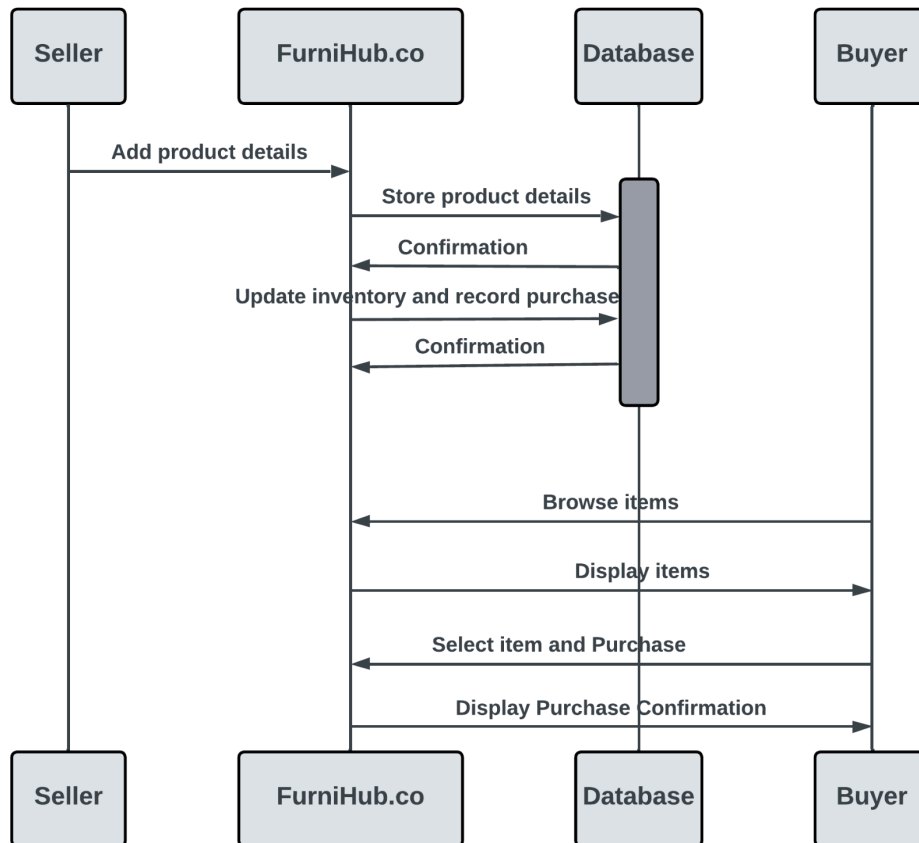 Seller
FurniHub.co
Database
Buyer
Add product details
Store product details
Confirmation
Update inventory and record purchase
Confirmation
Browse items
Display items
Select item and Purchase
Display Purchase Confirmation
Seller
FurniHub.co
Database
Buyer